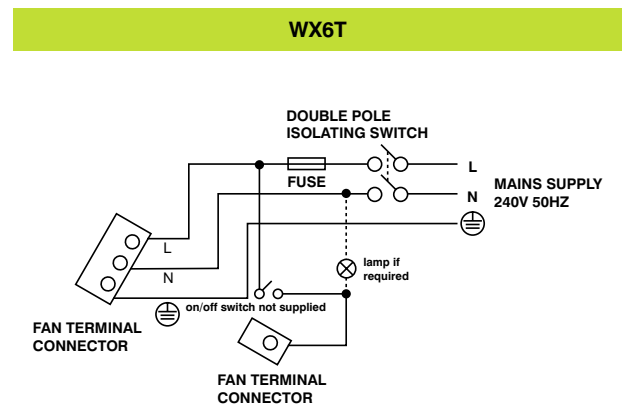 WX6T
DOUBLE POLE
ISOLATING SWITCH
L
FUSE
MAINS SUPPLY
N
240V 50HZ
L
lamp if
required
N
on/off switch not supplied
FAN TERMINAL
CONNECTOR
FAN TERMINAL
CONNECTOR